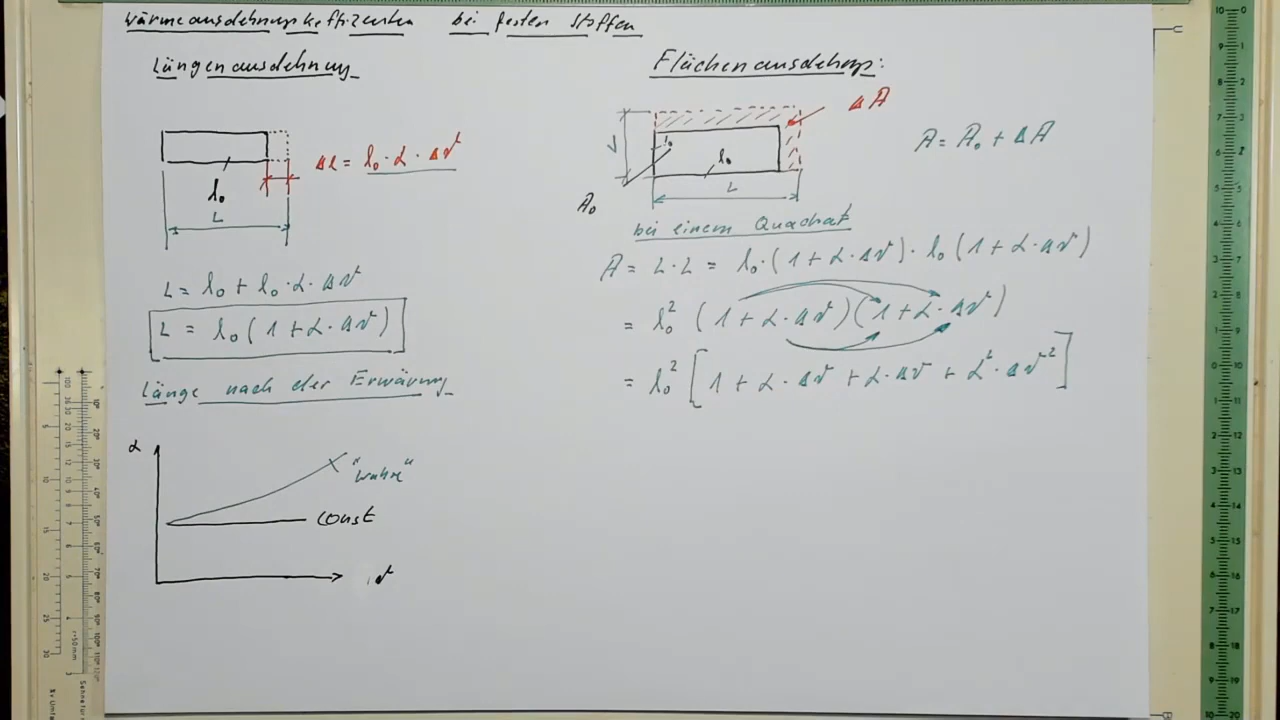 Wärmeausdehnungskoeffizienten bei festen Stoffen
Längenausdehnung
l₀
Δl = l₀ · α · Δϑ
L
L = l₀ + l₀ · α · Δϑ
L = l₀ (1 + α · Δϑ)
Länge nach der Erwärmung
α
"wahre"
const
ϑ
Flächenausdehng:
ΔA
A = A₀ + ΔA
L
l₀
l₀
L
A₀
bei einem Quadrat
A = L · L = l₀ · (1 + α · Δϑ) · l₀ (1 + α · Δϑ)
= l₀² (1 + α · Δϑ)(1 + α · Δϑ)
= l₀² [1 + α · Δϑ + α · Δϑ + α² · Δϑ²]